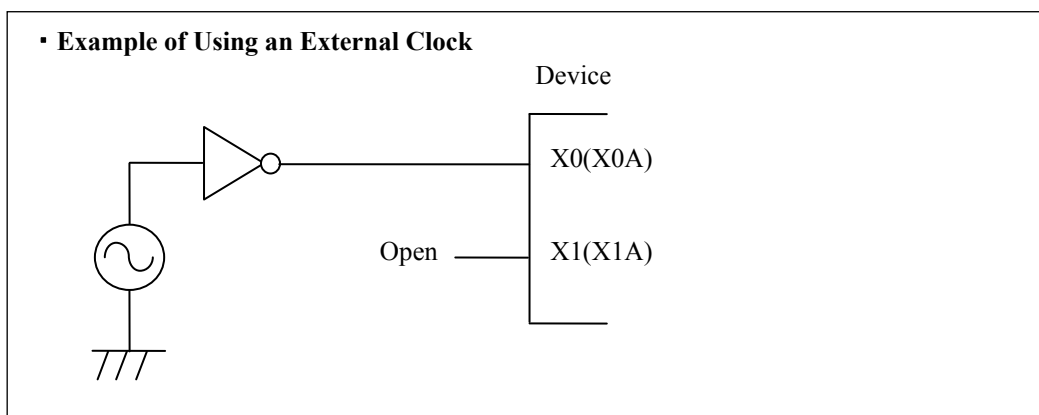 ▪ Example of Using an External Clock
Device
X0(X0A)
Open X1(X1A)